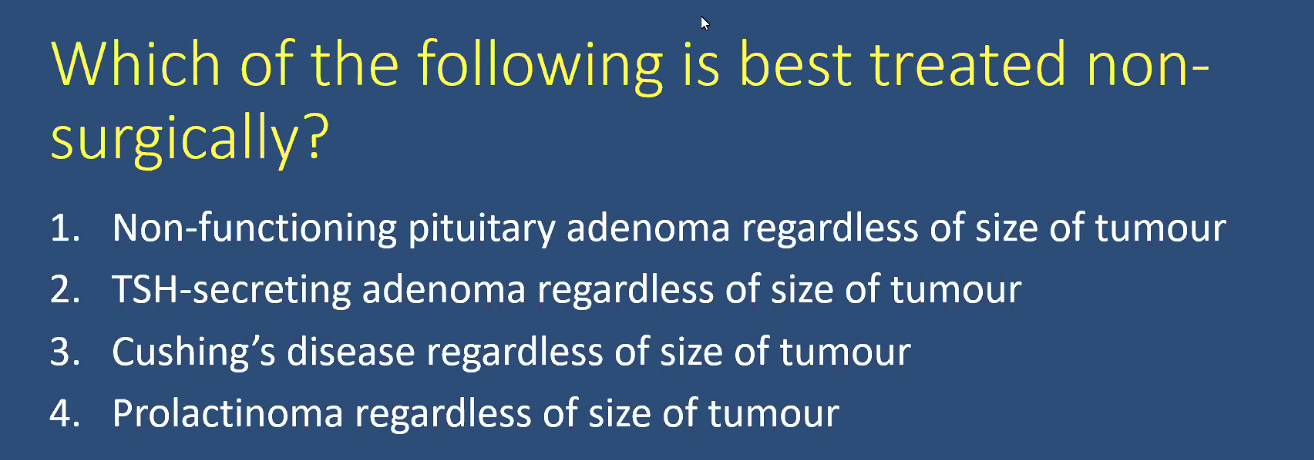 Which of the following is best treated non-
surgically?
1. Non-functioning pituitary adenoma regardless of size of tumour
2. TSH-secreting adenoma regardless of size of tumour
3. Cushing’s disease regardless of size of tumour
4. Prolactinoma regardless of size of tumour